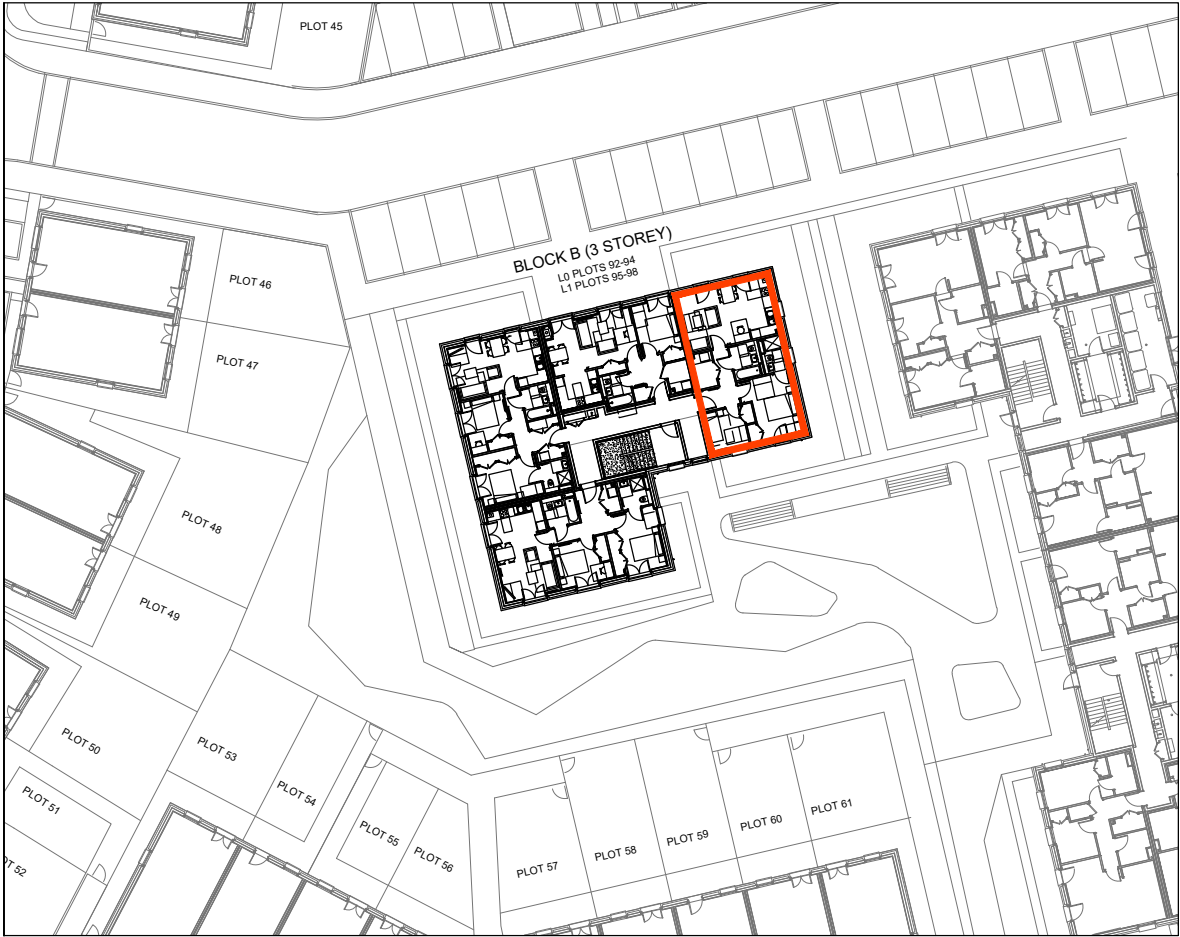 PLOT 45
BLOCK B (3 STOREY)
L0 PLOTS 92-94
L1 PLOTS 95-98
PLOT 46
PLOT 47
PLOT 48
PLOT 49
PLOT 50
PLOT 51
PLOT 53
PLOT 54
PLOT 55
PLOT 56
PLOT 57
PLOT 58
PLOT 59
PLOT 60
PLOT 61
OT 52